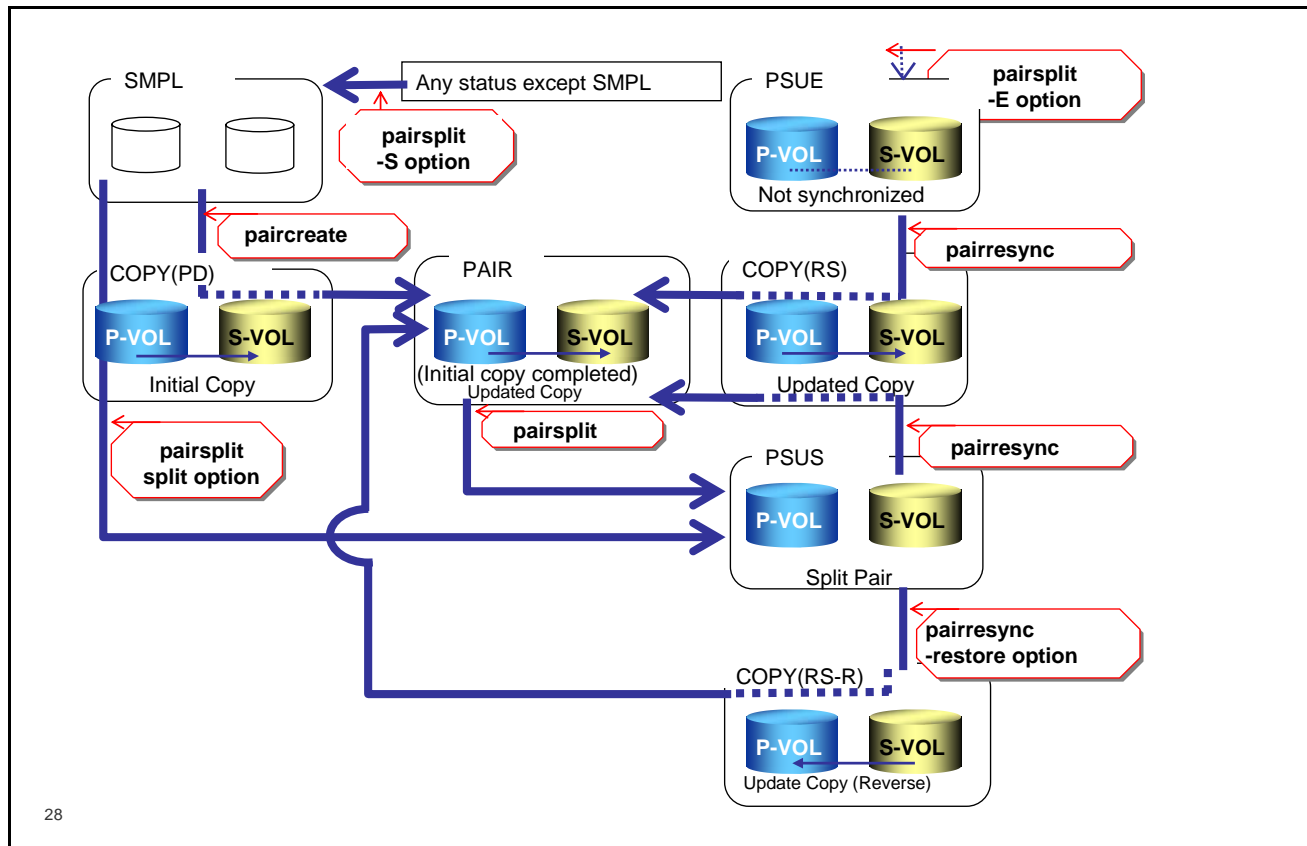 SMPL
Any status except SMPL
pairsplit
-S option
PSUE
pairsplit
-E option
P-VOL
S-VOL
Not synchronized
paircreate
pairresync
COPY(PD)
P-VOL
S-VOL
Initial Copy
PAIR
P-VOL
S-VOL
(Initial copy completed)
Updated Copy
COPY(RS)
P-VOL
S-VOL
Updated Copy
pairsplit
split option
pairsplit
pairresync
PSUS
P-VOL
S-VOL
Split Pair
pairresync
-restore option
COPY(RS-R)
P-VOL
S-VOL
Update Copy (Reverse)
28